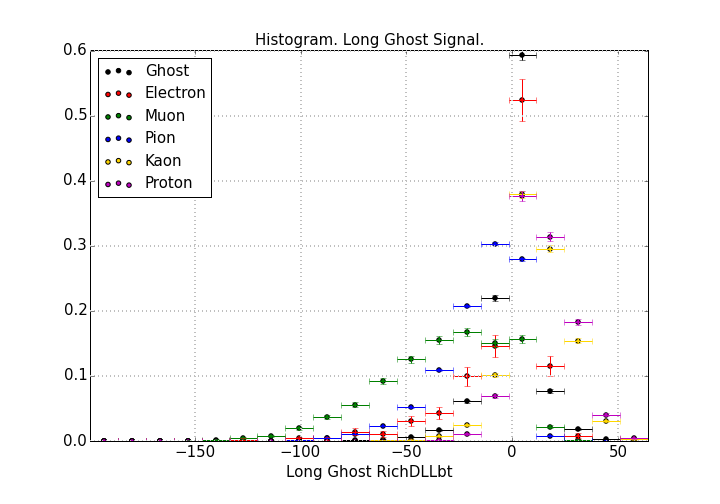 Histogram. Long Ghost Signal.
0.6
0.5
0.4
0.3
0.2
0.1
0.0
Ghost
Electron
Muon
Pion
Kaon
Proton
−150 −100 −50 0 50
Long Ghost RichDLLbt